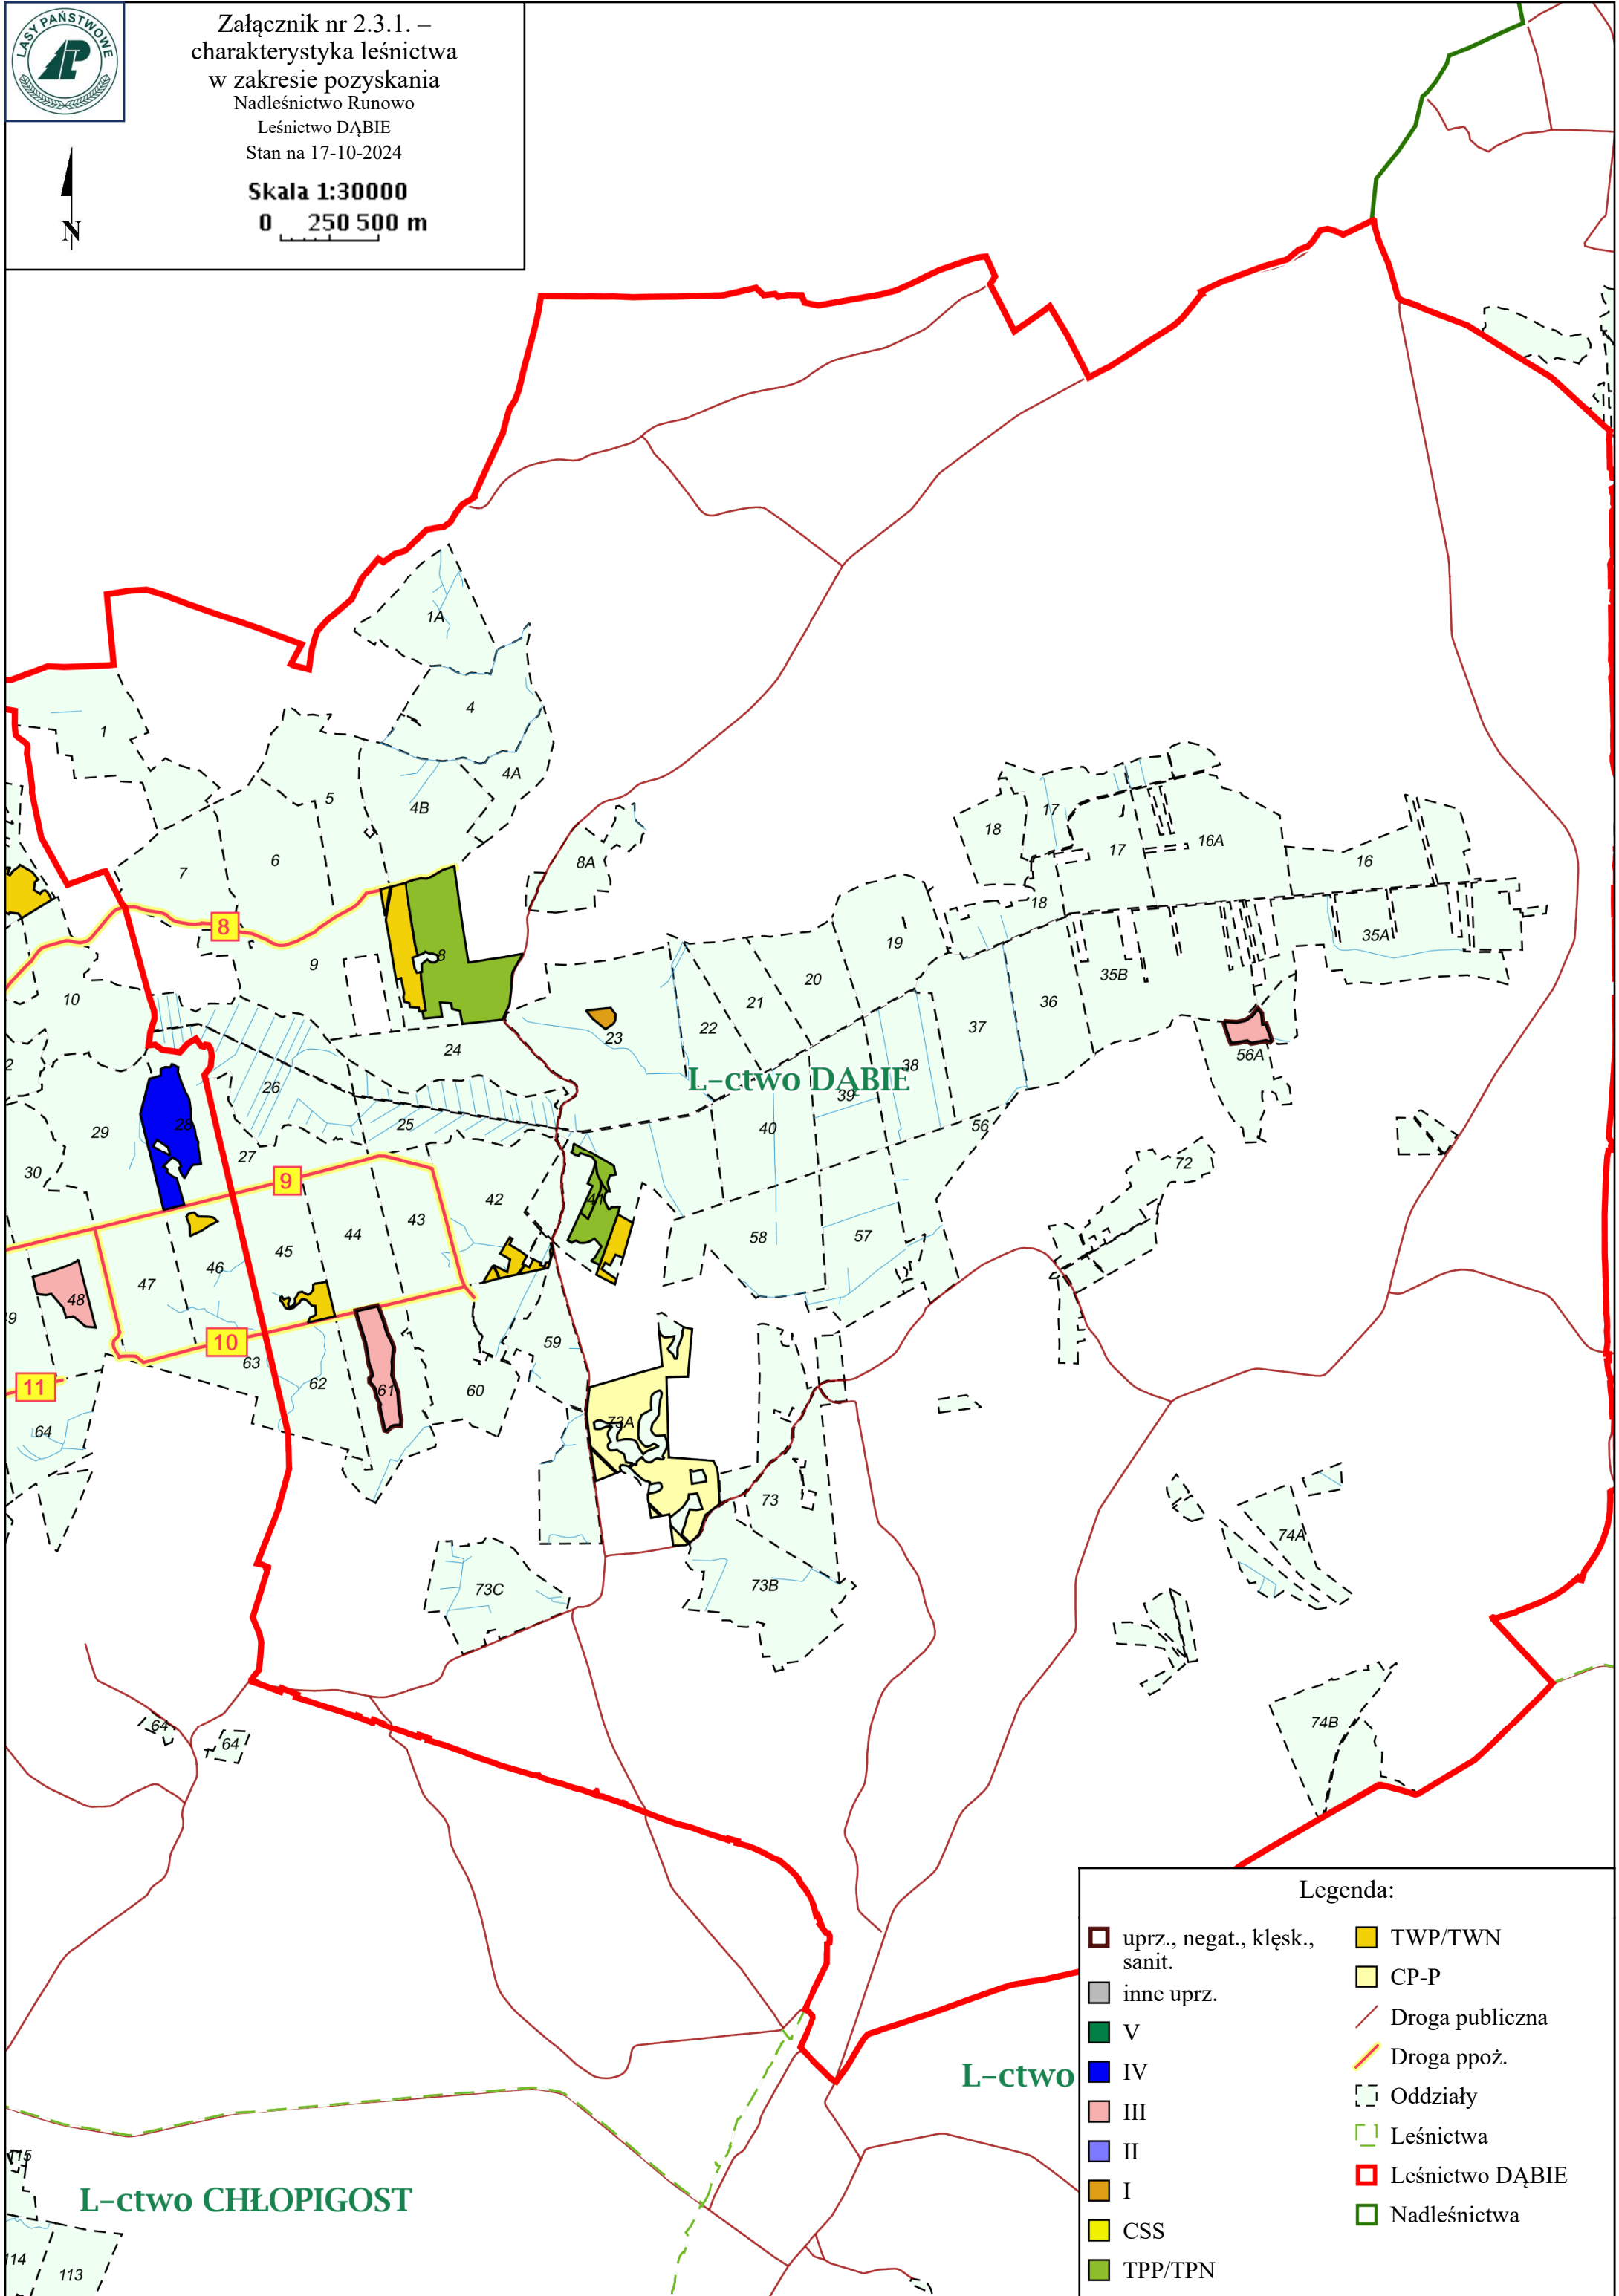 LASY PAŃSTWOWE
Załącznik nr 2.3.1. –
charakterystyka leśnictwa
w zakresie pozyskania
Nadleśnictwo Runowo
Leśnictwo DĄBIE
Stan na 17-10-2024
Skala 1:30000
0 250 500 m
N
1A
4
1
4A
5
4B
8A
18
17
17
16A
16
6
7
18
8
8
9
19
35A
35B
20
10
21
36
22
37
23
24
56A
2
38
L-ctwo DĄBIE
26
39
25
28
40
29
56
27
72
30
9
41
42
43
44
58
57
45
46
47
48
9
10
59
63
62
61
60
11
73A
64
73
74A
73C
73B
64
64
74B
L-ctwo
115
L-ctwo CHŁOPIGOST
114
113
Legenda:
uprz., negat., klęsk.,
sanit.
inne uprz.
V
IV
III
II
I
CSS
TPP/TPN
TWP/TWN
CP-P
Droga publiczna
Droga ppoż.
Oddziały
Leśnictwa
Leśnictwo DĄBIE
Nadleśnictwa